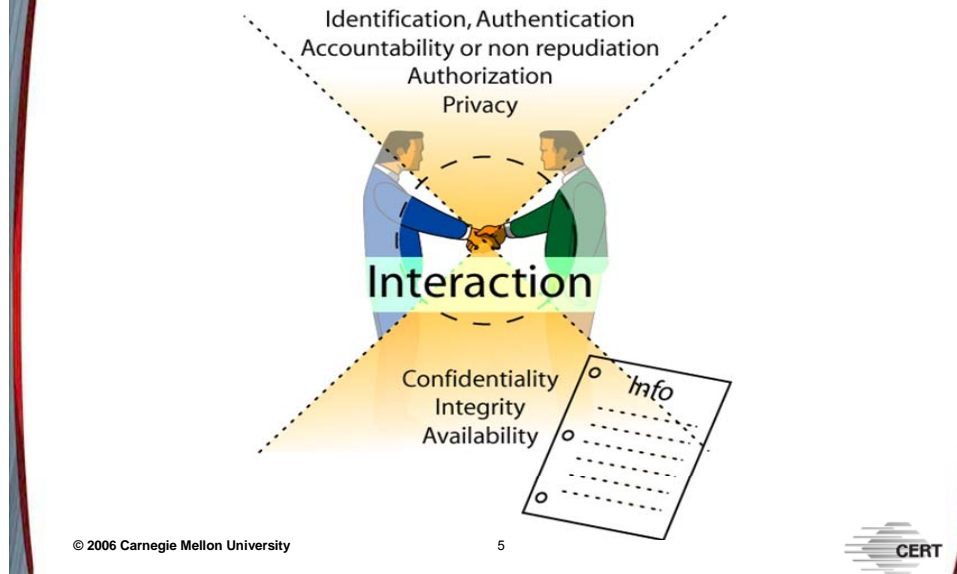 Identification, Authentication
Accountability or non repudiation
Authorization
Privacy
Interaction
Confidentiality
Integrity
Availability
Info
© 2006 Carnegie Mellon University
5
CERT